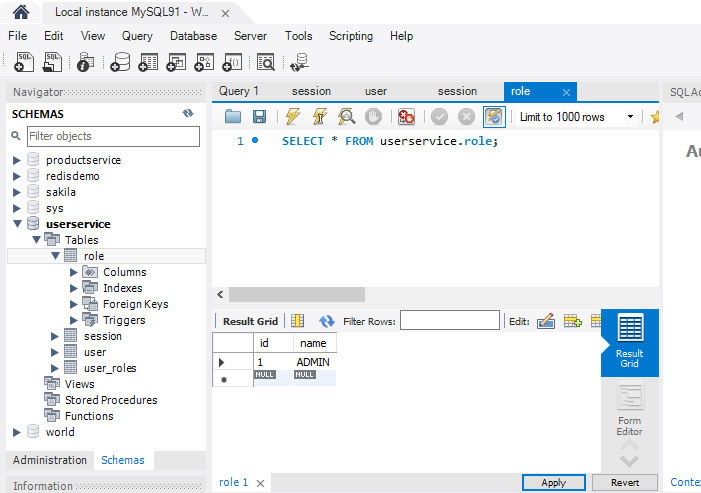 Local instance MySQL91 - W...
File Edit View Query Database Server Tools Scripting Help
Navigator
SCHEMAS
Filter objects
productservice
redisdemo
sakila
sys
userservice
Tables
role
Columns
Indexes
Foreign Keys
Triggers
session
user
user_roles
Views
Stored Procedures
Functions
world
Administration Schemas
Information
Query 1 session user session role
Limit to 1000 rows
1 SELECT * FROM userservice.role;
Result Grid Filter Rows: Edit:
id name
1 ADMIN
NULL NULL
Result
Grid
Form
Editor
role 1
Apply Revert